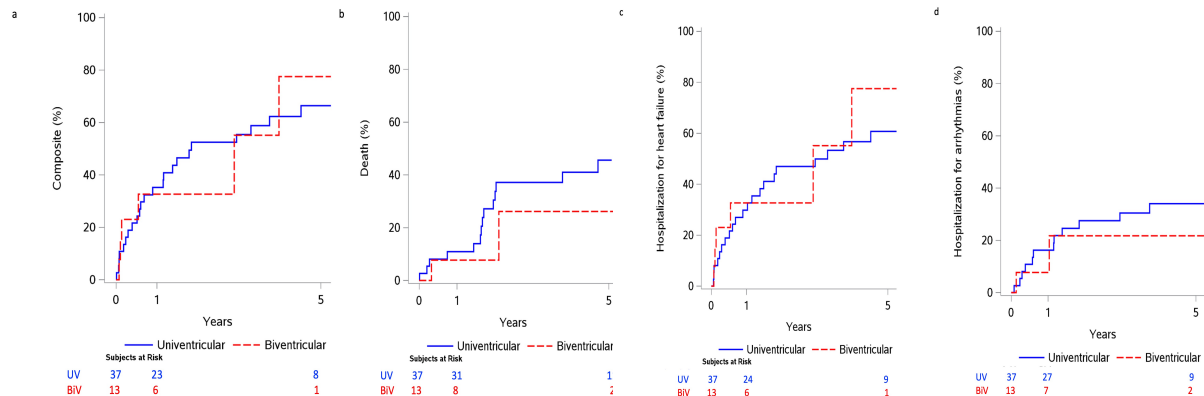 a
Composite (%)
100
80
60
40
20
0
0 1 5
Years
Univentricular Biventricular
Subjects at Risk
UV 37 23 8
BiV 13 6 1
b
Death (%)
100
80
60
40
20
0
0 1 5
Years
Univentricular Biventricular
Subjects at Risk
37 31
13 8
c
Hospitalization for heart failure (%)
100
80
60
40
20
0
0 1 5
Years
Univentricular Biventricular
Subjects at Risk
UV 37 24 9
BiV 13 6 1
d
Hospitalization for arrhythmias (%)
100
80
60
40
20
0
0 1 5
Years
Univentricular Biventricular
UV 37 27 9
BiV 13 7 2